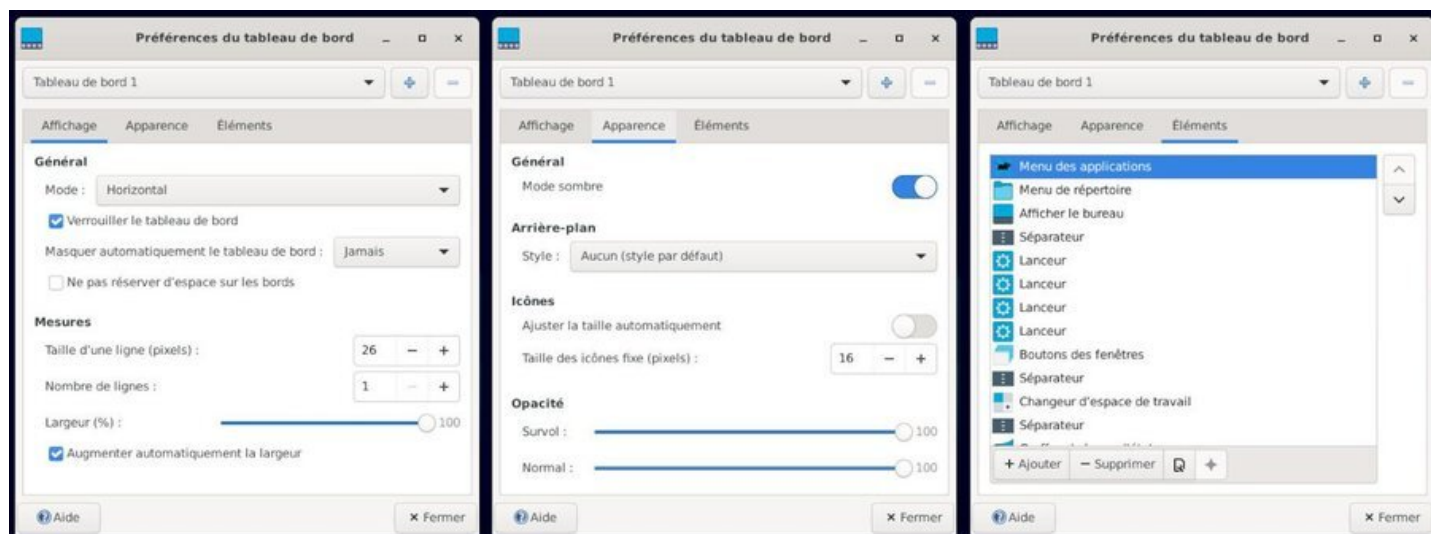 Préférences du tableau de bord
Tableau de bord 1
Affichage Apparence Éléments
Général
Mode : Horizontal
Verrouiller le tableau de bord
Masquer automatiquement le tableau de bord : Jamais
Ne pas réserver d'espace sur les bords
Mesures
Taille d'une ligne (pixels) : 26 − +
Nombre de lignes : 1 − +
Largeur (%) : 100
Augmenter automatiquement la largeur
Aide × Fermer
Préférences du tableau de bord
Tableau de bord 1
Affichage Apparence Éléments
Général
Mode sombre
Arrière-plan
Style : Aucun (style par défaut)
Icônes
Ajuster la taille automatiquement
Taille des icônes fixe (pixels) : 16 − +
Opacité
Survol : 100
Normal : 100
Aide × Fermer
Préférences du tableau de bord
Tableau de bord 1
Affichage Apparence Éléments
Menu des applications
Menu de répertoire
Afficher le bureau
Séparateur
Lanceur
Lanceur
Lanceur
Lanceur
Boutons des fenêtres
Séparateur
Changeur d'espace de travail
Séparateur
+ Ajouter − Supprimer
Aide × Fermer